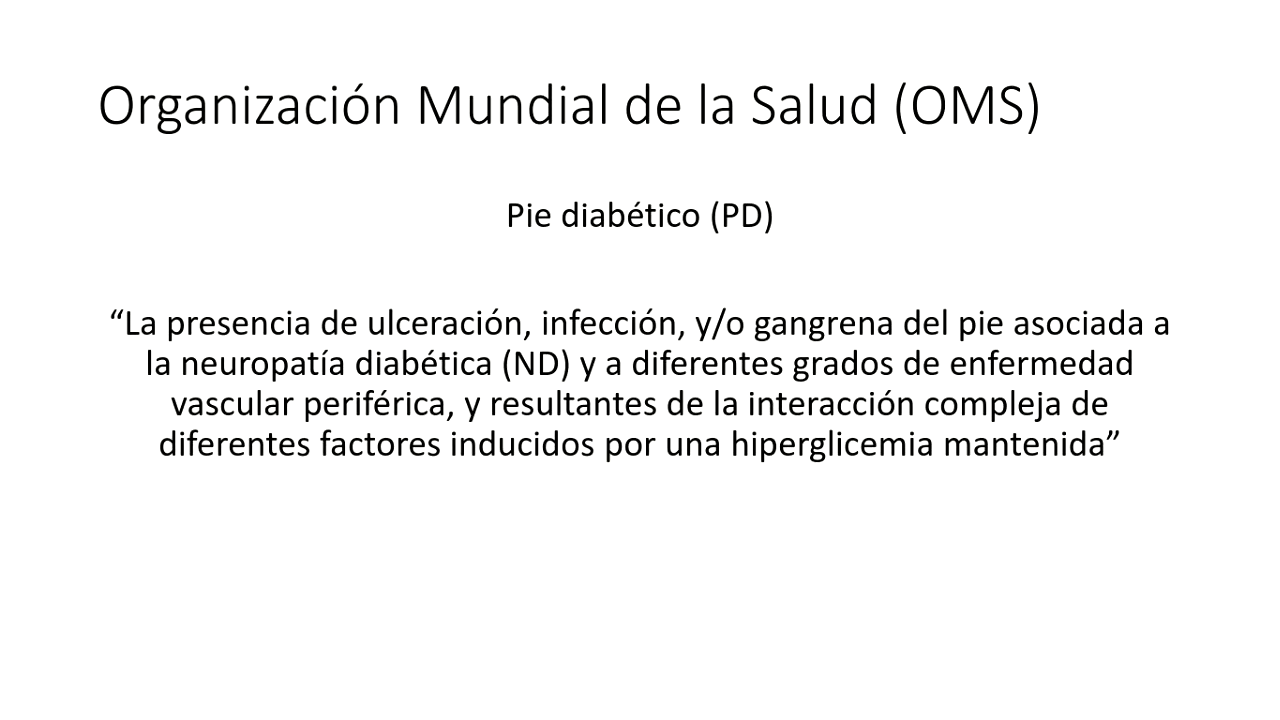 Organización Mundial de la Salud (OMS)
Pie diabético (PD)
“La presencia de ulceración, infección, y/o gangrena del pie asociada a
la neuropatía diabética (ND) y a diferentes grados de enfermedad
vascular periférica, y resultantes de la interacción compleja de
diferentes factores inducidos por una hiperglicemia mantenida”